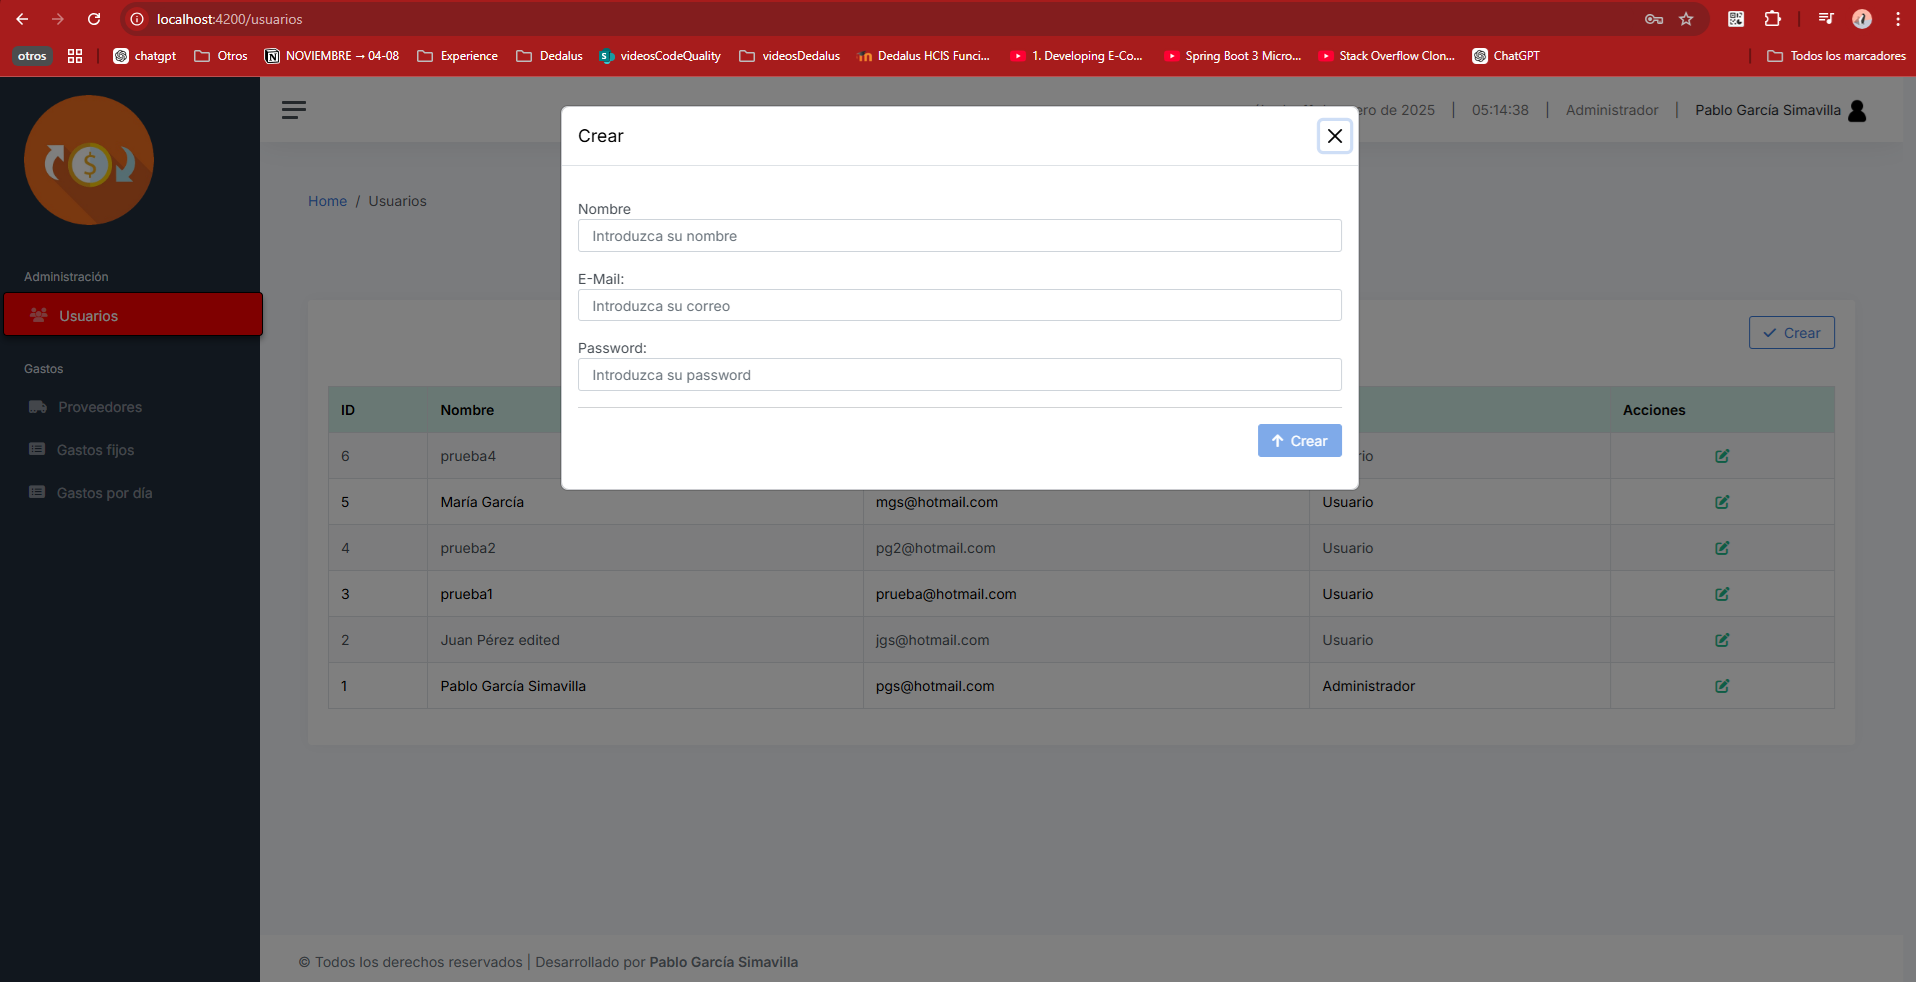 localhost:4200/usuarios
otros
chatgpt
Otros
NOVIEMBRE → 04-08
Experience
Dedalus
videosCodeQuality
videosDedalus
Dedalus HCIS Funci...
1. Developing E-Co...
Spring Boot 3 Micro...
Stack Overflow Clon...
ChatGPT
Todos los marcadores
ero de 2025 | 05:14:38 | Administrador | Pablo García Simavilla
Home / Usuarios
Administración
Usuarios
Gastos
Proveedores
Gastos fijos
Gastos por día
Crear
Nombre
Introduzca su nombre
E-Mail:
Introduzca su correo
Password:
Introduzca su password
Crear
Crear
ID Nombre Acciones
6 prueba4 rio
5 María García mgs@hotmail.com Usuario
4 prueba2 pg2@hotmail.com Usuario
3 prueba1 prueba@hotmail.com Usuario
2 Juan Pérez edited jgs@hotmail.com Usuario
1 Pablo García Simavilla pgs@hotmail.com Administrador
© Todos los derechos reservados | Desarrollado por Pablo García Simavilla